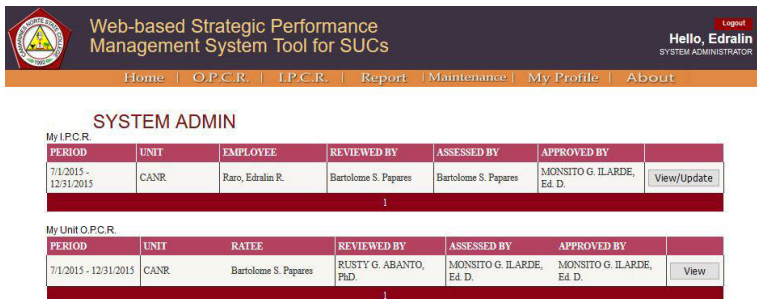 Logout
Web-based Strategic Performance
Management System Tool for SUCs
Hello, Edralin
SYSTEM ADMINISTRATOR
Home | O.P.C.R. | I.P.C.R. | Report | Maintenance | My Profile | About
SYSTEM ADMIN
My I.P.C.R.
PERIOD UNIT EMPLOYEE REVIEWED BY ASSESSED BY APPROVED BY
7/1/2015 - CANR Raro, Edralin R. Bartolome S. Papares Bartolome S. Papares MONSITO G. ILARDE, View/Update
12/31/2015 Ed. D.
1
My Unit O.P.C.R.
PERIOD UNIT RATEE REVIEWED BY ASSESSED BY APPROVED BY
7/1/2015 - 12/31/2015 CANR Bartolome S. Papares RUSTY G. ABANTO, MONSITO G. ILARDE, MONSITO G. ILARDE, View
PhD. Ed. D. Ed. D.
1